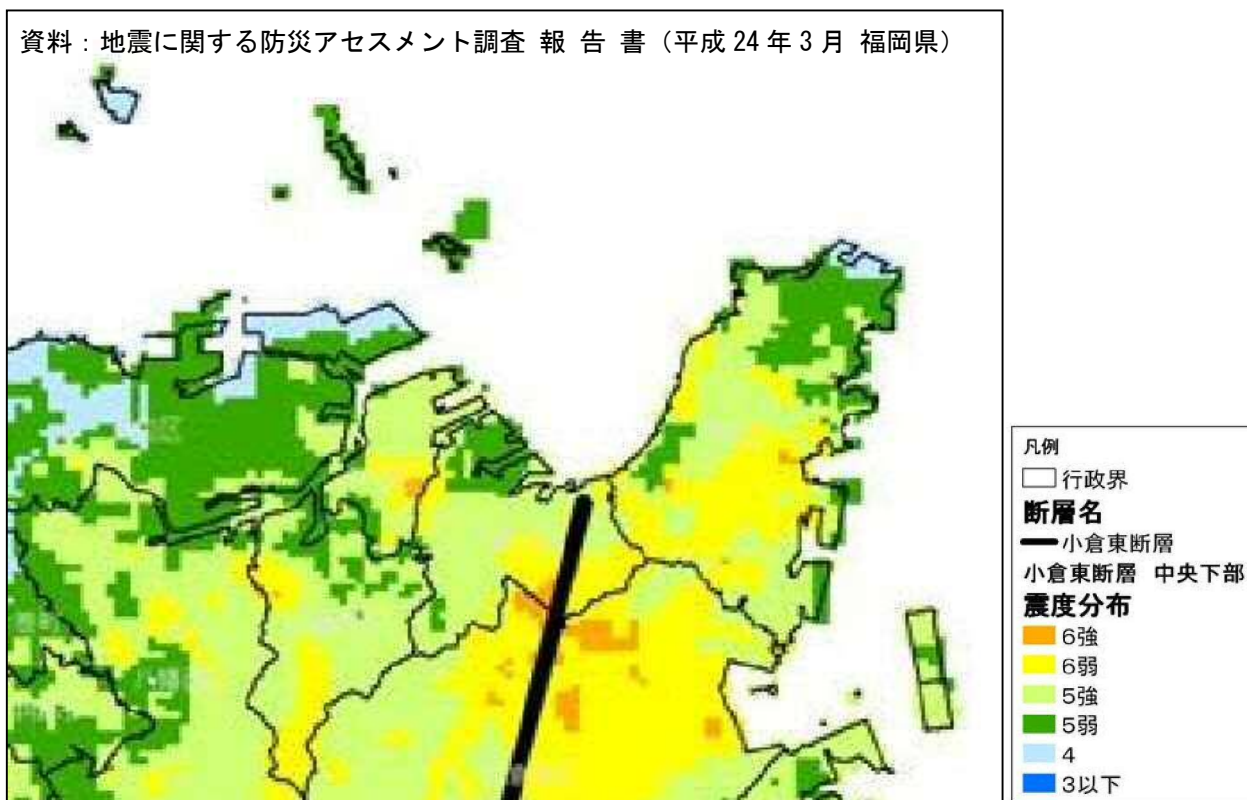 資料：地震に関する防災アセスメント調査 報 告 書（平成 24 年 3 月 福岡県）
凡例
行政界
断層名
小倉東断層
小倉東断層 中央下部
震度分布
6強
6弱
5強
5弱
4
3以下